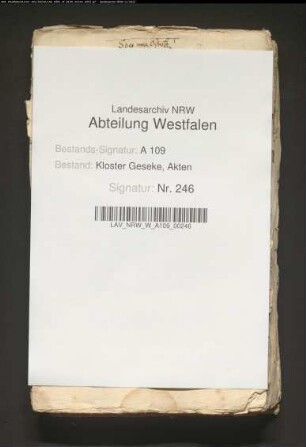 Landesarchiv NRW
Abteilung Westfalen
Bestands-Signatur: A 109
Bestand: Kloster Geseke, Akten
Signatur: Nr. 246
LAV_NRW_W_A109_00246